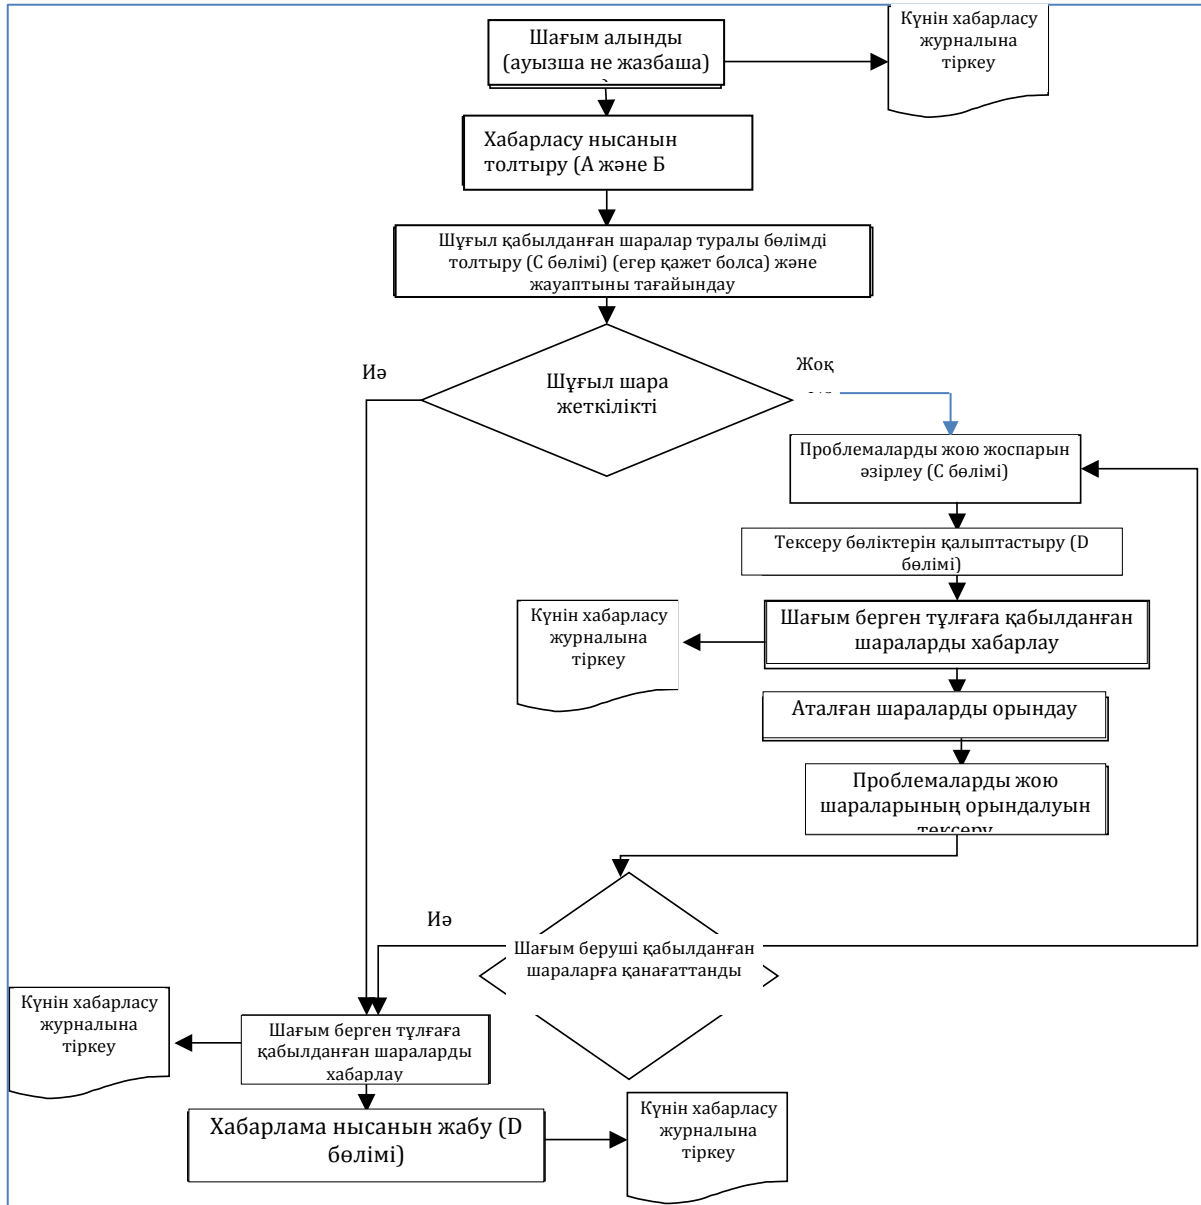 Шағым алынды
(ауызша не жазбаша)
Күнін хабарласу
журналына
тіркеу
Хабарласу нысанын
толтыру (А және Б
Шұғыл қабылданған шаралар туралы бөлімді
толтыру (С бөлімі) (егер қажет болса) және
жауаптыны тағайындау
Иә
Шұғыл шара
жеткілікті
Жоқ
Проблемаларды жою жоспарын
әзірлеу (С бөлімі)
Тексеру бөліктерін қалыптастыру (D
бөлімі)
Күнін хабарласу
журналына
тіркеу
Шағым берген тұлғаға қабылданған
шараларды хабарлау
Аталған шараларды орындау
Проблемаларды жою
шараларының орындалуын
тексеру
Иә
Шағым беруші қабылданған
шараларға қанағаттанды
Күнін хабарласу
журналына
тіркеу
Шағым берген тұлғаға
қабылданған шараларды
хабарлау
Хабарлама нысанын жабу (D
бөлімі)
Күнін хабарласу
журналына
тіркеу